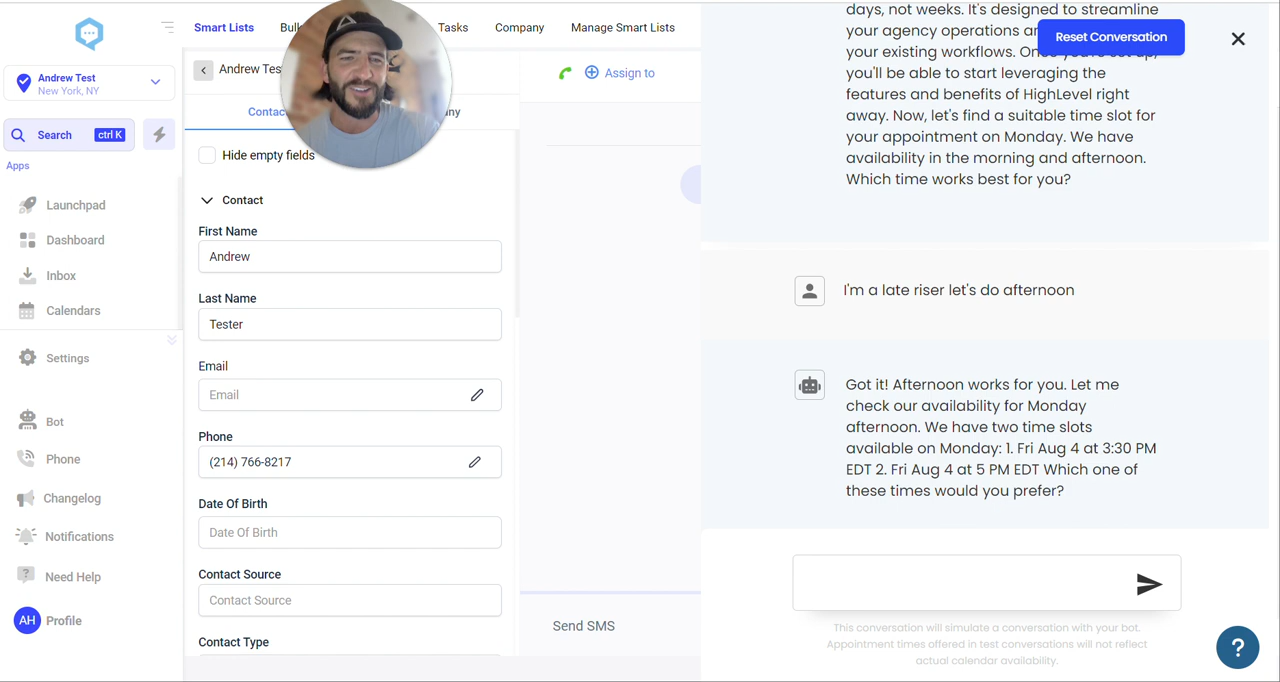 Smart Lists
Bulk
Tasks
Company
Manage Smart Lists
Andrew Test
New York, NY
Search
ctrl K
Apps
Launchpad
Dashboard
Inbox
Calendars
Settings
Bot
Phone
Changelog
Notifications
Need Help
AH
Profile
Andrew Tes
Contac
ny
Hide empty fields
Contact
First Name
Andrew
Last Name
Tester
Email
Email
Phone
(214) 766-8217
Date Of Birth
Date Of Birth
Contact Source
Contact Source
Contact Type
Assign to
Send SMS
Reset Conversation
days, not weeks. It's designed to streamline
your agency operations an
your existing workflows. Once you're set up,
you'll be able to start leveraging the
features and benefits of HighLevel right
away. Now, let's find a suitable time slot for
your appointment on Monday. We have
availability in the morning and afternoon.
Which time works best for you?
I'm a late riser let's do afternoon
Got it! Afternoon works for you. Let me
check our availability for Monday
afternoon. We have two time slots
available on Monday: 1. Fri Aug 4 at 3:30 PM
EDT 2. Fri Aug 4 at 5 PM EDT Which one of
these times would you prefer?
This conversation will simulate a conversation with your bot.
Appointment times offered in test conversations will not reflect
actual calendar availability.
?